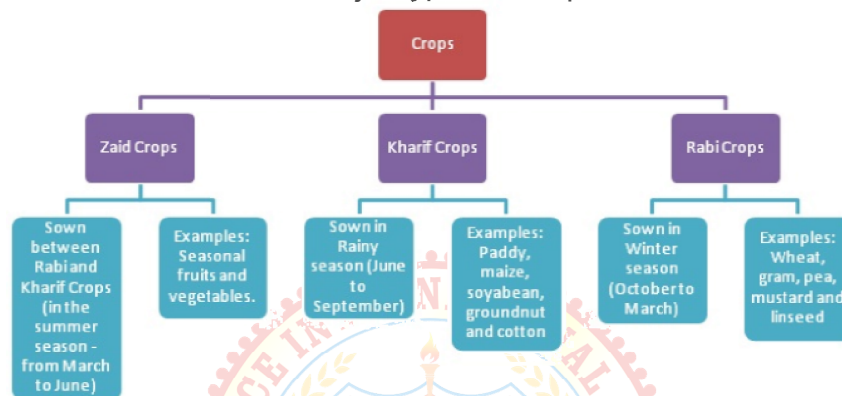 Crops
Zaid Crops
Kharif Crops
Rabi Crops
Sown
between
Rabi and
Kharif Crops
(in the
summer
season -
from March
to June)
Examples:
Seasonal
fruits and
vegetables.
Sown in
Rainy
season (June
to
September)
Examples:
Paddy,
maize,
soyabean,
groundnut
and cotton
Sown in
Winter
season
(October to
March)
Examples:
Wheat,
gram, pea,
mustard and
linseed